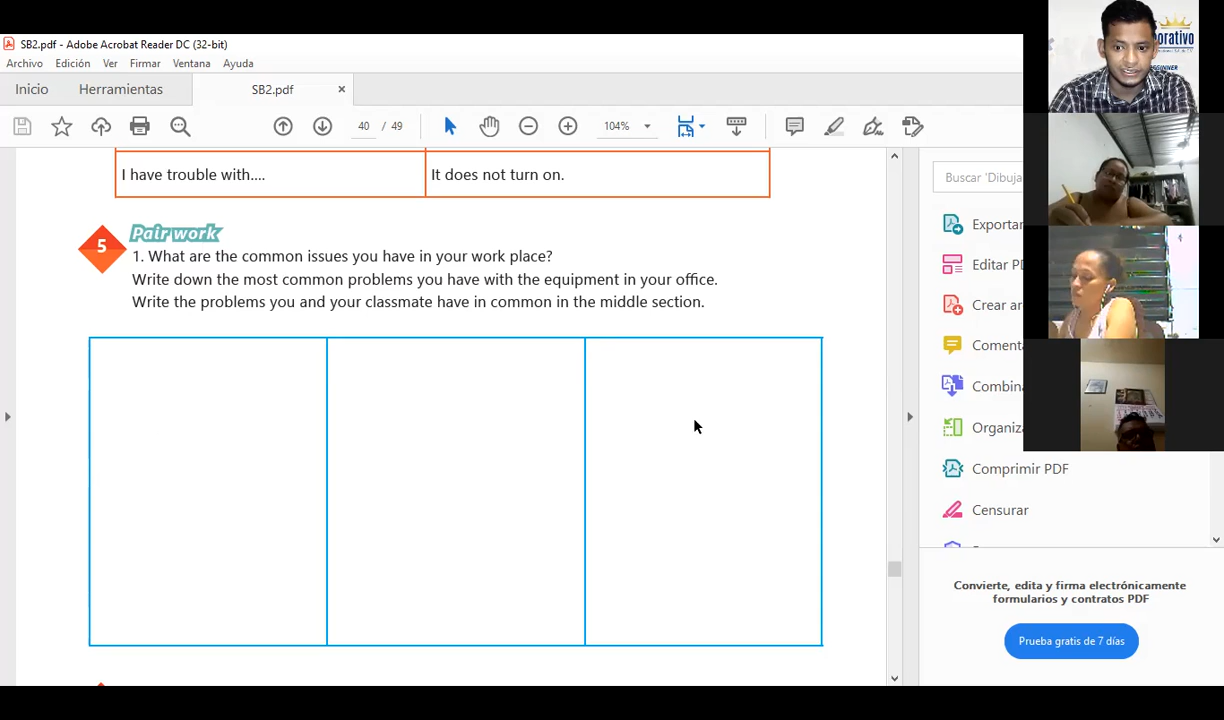 SB2.pdf - Adobe Acrobat Reader DC (32-bit)
Archivo Edición Ver Firmar Ventana Ayuda
Inicio Herramientas SB2.pdf ×
40 / 49 104%
I have trouble with.... It does not turn on.
5 Pair work
1. What are the common issues you have in your work place?
Write down the most common problems you have with the equipment in your office.
Write the problems you and your classmate have in common in the middle section.
Buscar 'Dibuja
Exportar
Editar PD
Crear ar
Comenta
Combina
Organiza
Comprimir PDF
Censurar
Convierte, edita y firma electrónicamente
formularios y contratos PDF
Prueba gratis de 7 días
orativo